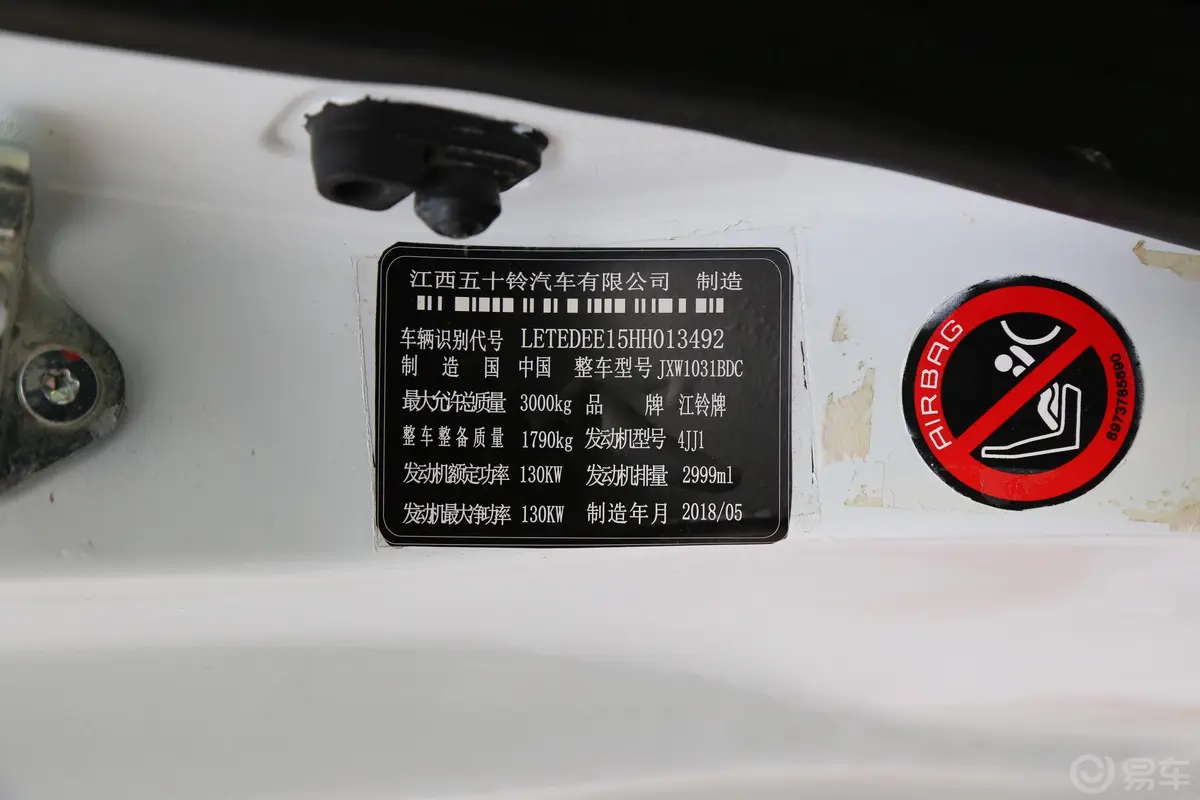 江西五十铃汽车有限公司 制造
车辆识别代号 LETEDEE15HH013492
制造国 中国 整车型号 JXW1031BDC
最大允许总质量 3000kg 品牌 江铃牌
整车整备质量 1790kg 发动机型号 4JJ1
发动机额定功率 130KW 发动机排量 2999ml
发动机最大净功率 130KW 制造年月 2018/05
AIRBAG
8973785690
易车